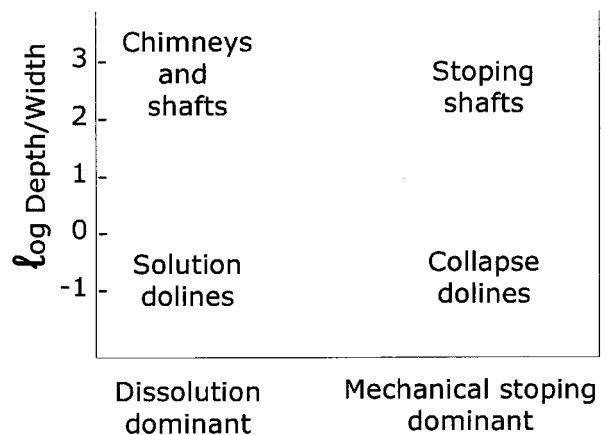 Chimneys
and
shafts
Stoping
shafts
3
2
1
0
-1
log Depth/Width
Solution
dolines
Collapse
dolines
Dissolution
dominant
Mechanical stoping
dominant